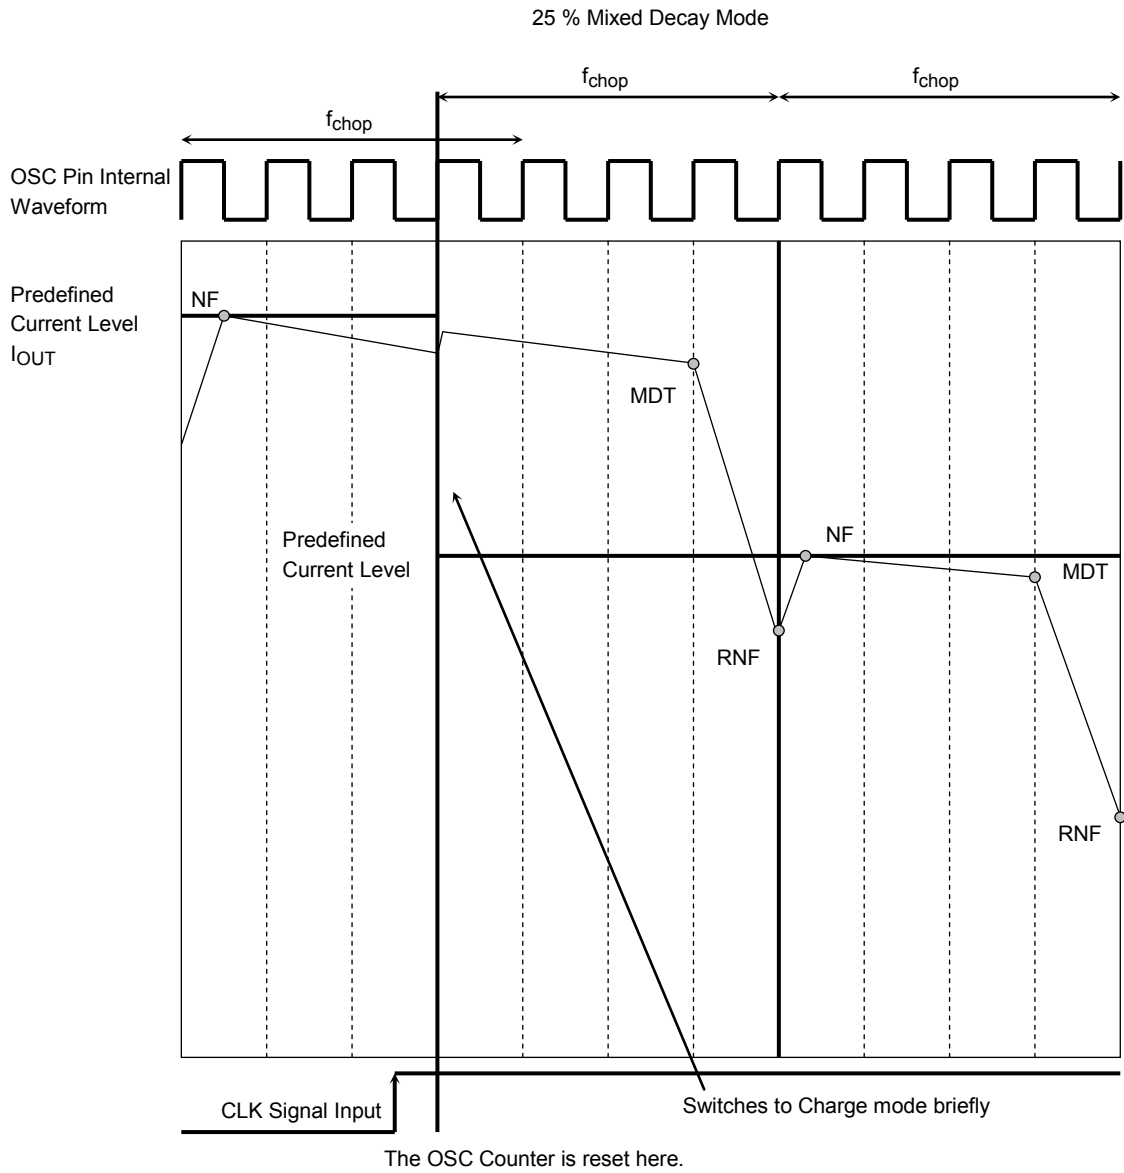 25 % Mixed Decay Mode
fchop
fchop
fchop
OSC Pin Internal
Waveform
Predefined
Current Level
IOUT
NF
MDT
Predefined
Current Level
NF
MDT
RNF
RNF
CLK Signal Input
Switches to Charge mode briefly
The OSC Counter is reset here.